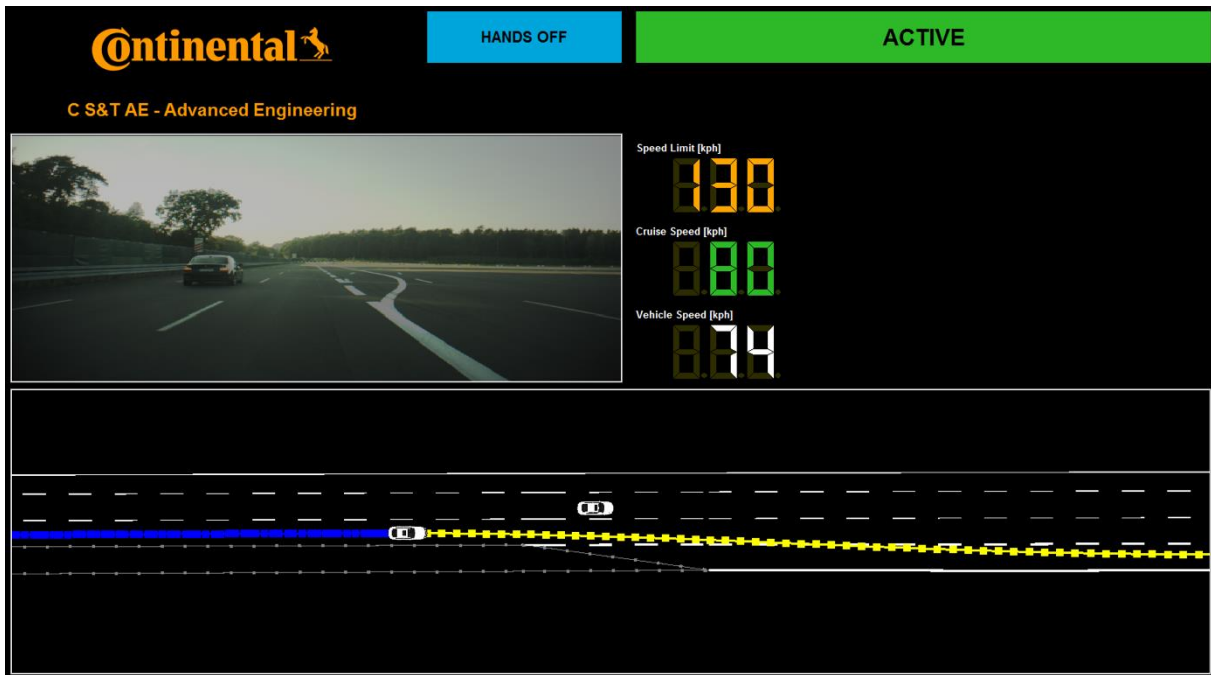 Continental
HANDS OFF
ACTIVE
C S&T AE - Advanced Engineering
Speed Limit [kph]
130
Cruise Speed [kph]
80
Vehicle Speed [kph]
74